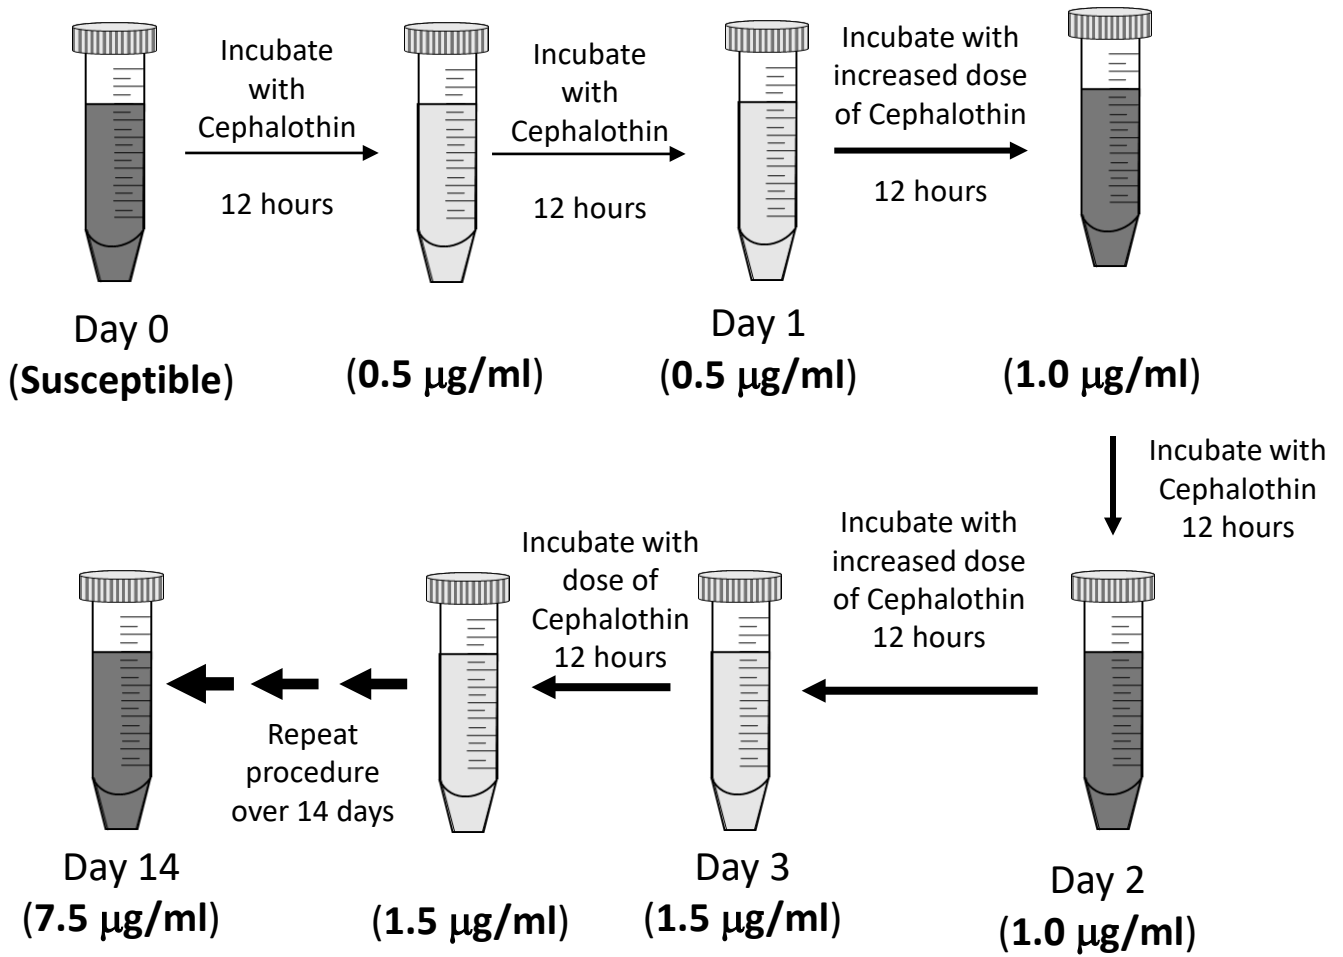 Incubate
with
Cephalothin
12 hours
Incubate
with
Cephalothin
12 hours
Incubate with
increased dose
of Cephalothin
12 hours
Day 0
(Susceptible)
(0.5 μg/ml)
Day 1
(0.5 μg/ml)
(1.0 μg/ml)
Incubate with
Cephalothin
12 hours
Incubate with
increased dose
of Cephalothin
12 hours
Incubate with
dose of
Cephalothin
12 hours
Repeat
procedure
over 14 days
Day 2
(1.0 μg/ml)
Day 3
(1.5 μg/ml)
(1.5 μg/ml)
Day 14
(7.5 μg/ml)